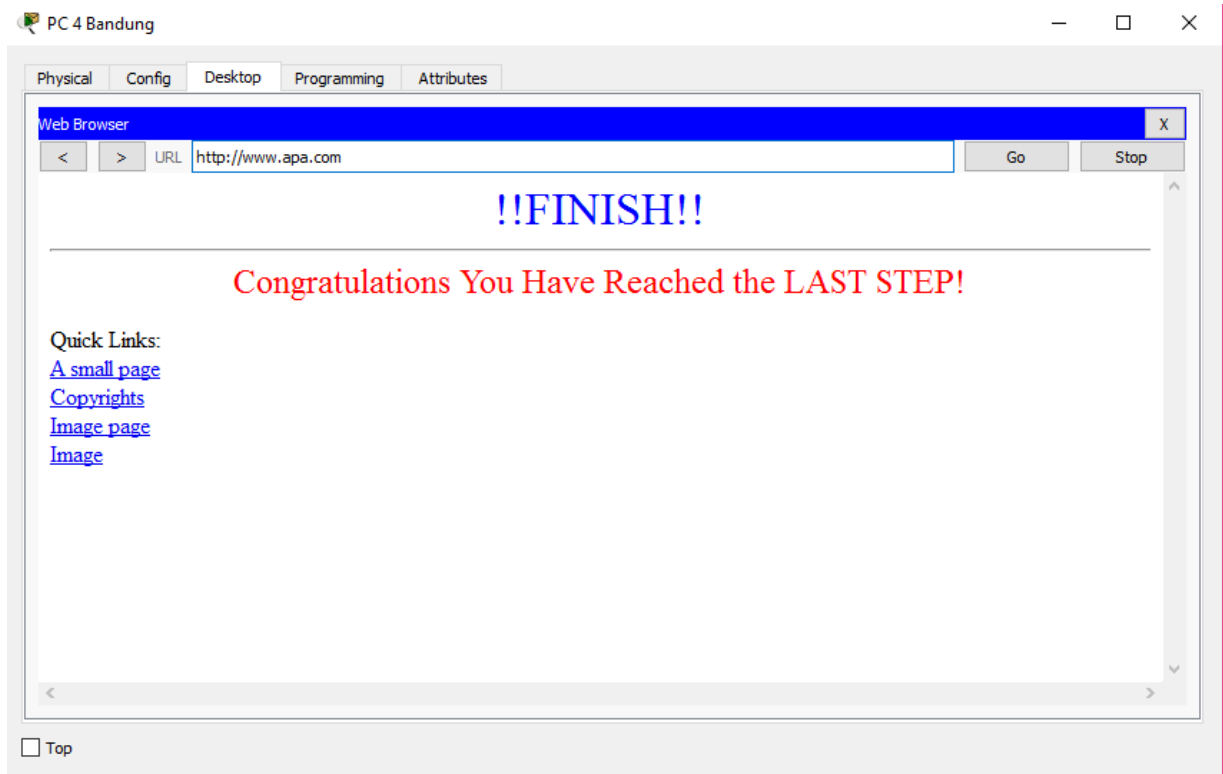 PC 4 Bandung
Physical Config Desktop Programming Attributes
Web Browser X
< > URL http://www.apa.com Go Stop
!!FINISH!!
Congratulations You Have Reached the LAST STEP!
Quick Links:
A small page
Copyrights
Image page
Image
Top